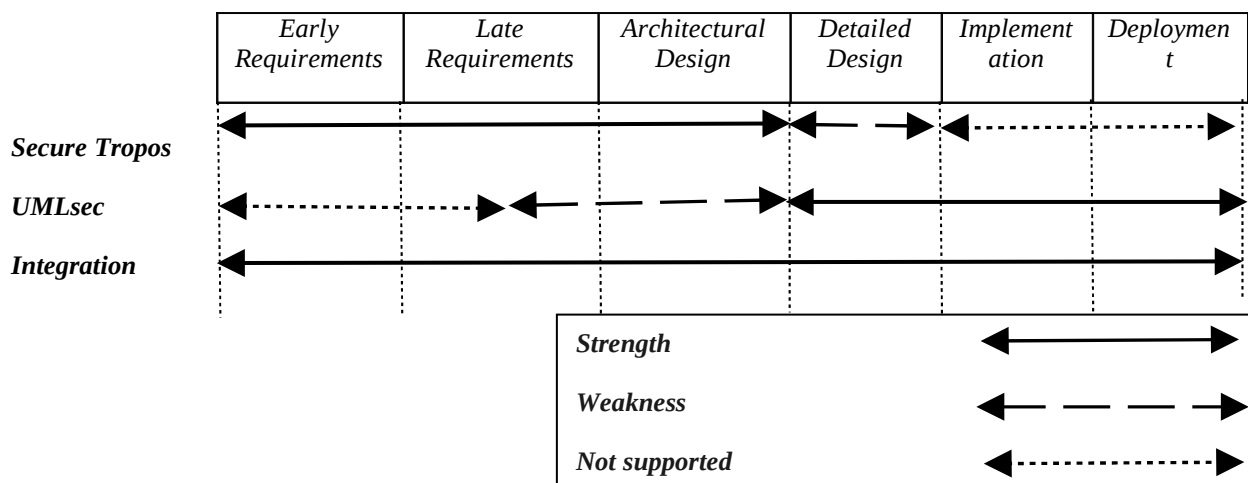 Early
Requirements
Late
Requirements
Architectural
Design
Detailed
Design
Implement
ation
Deploymen
t
Secure Tropos
UMLsec
Integration
Strength
Weakness
Not supported